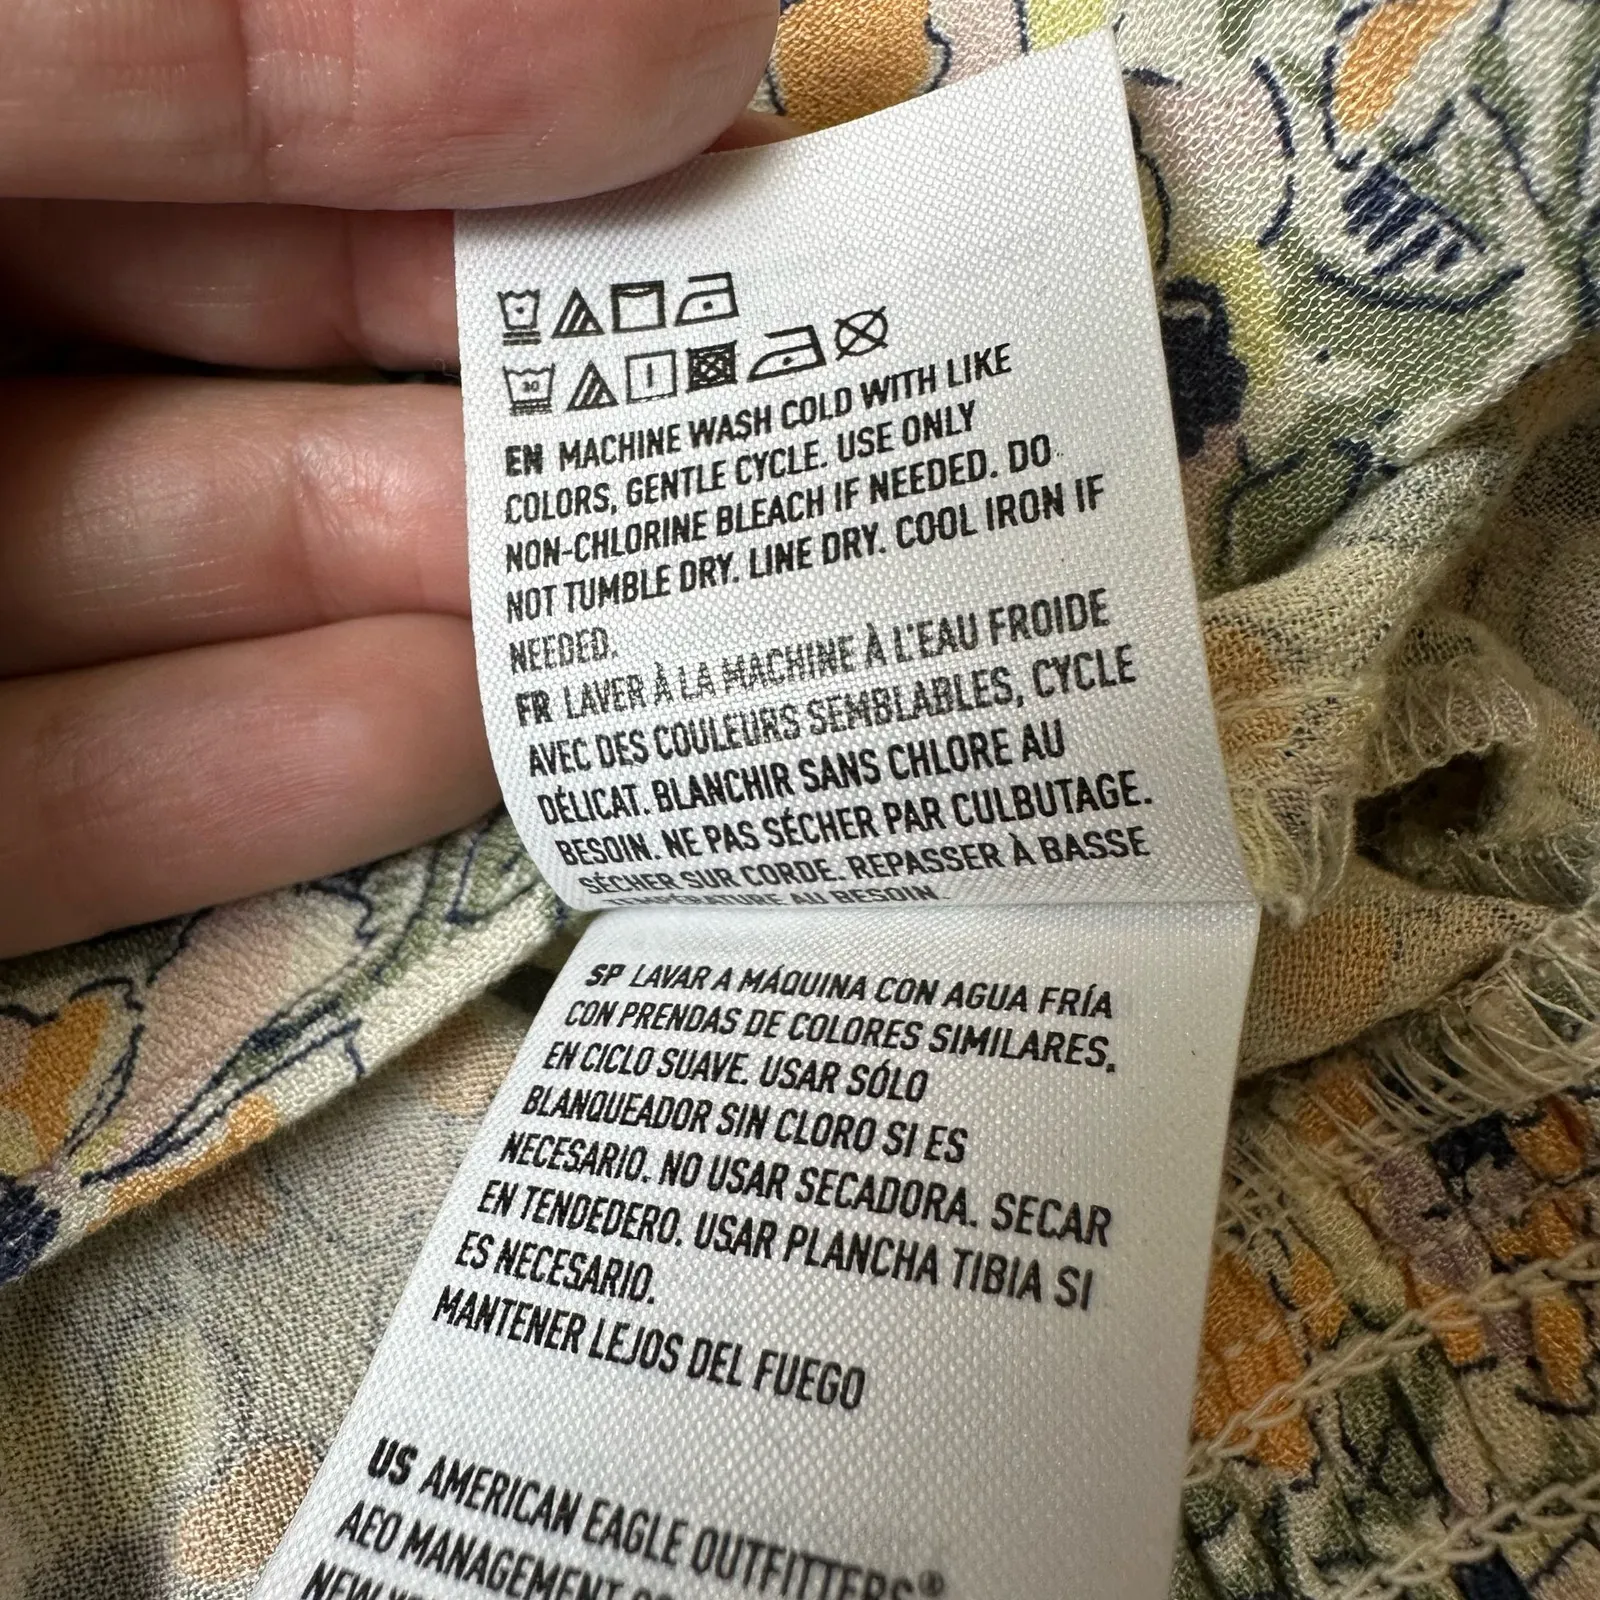 30
EN MACHINE WASH COLD WITH LIKE
COLORS, GENTLE CYCLE. USE ONLY
NON-CHLORINE BLEACH IF NEEDED. DO
NOT TUMBLE DRY. LINE DRY. COOL IRON IF
NEEDED.
FR LAVER À LA MACHINE À L'EAU FROIDE
AVEC DES COULEURS SEMBLABLES, CYCLE
DÉLICAT. BLANCHIR SANS CHLORE AU
BESOIN. NE PAS SÉCHER PAR CULBUTAGE.
SÉCHER SUR CORDE. REPASSER À BASSE
TEMPÉRATURE AU BESOIN.
SP LAVAR A MÁQUINA CON AGUA FRÍA
CON PRENDAS DE COLORES SIMILARES,
EN CICLO SUAVE. USAR SÓLO
BLANQUEADOR SIN CLORO SI ES
NECESARIO. NO USAR SECADORA. SECAR
EN TENDEDERO. USAR PLANCHA TIBIA SI
ES NECESARIO.
MANTENER LEJOS DEL FUEGO
US AMERICAN EAGLE OUTFITTERS®
AEO MANAGEMENT
NEW